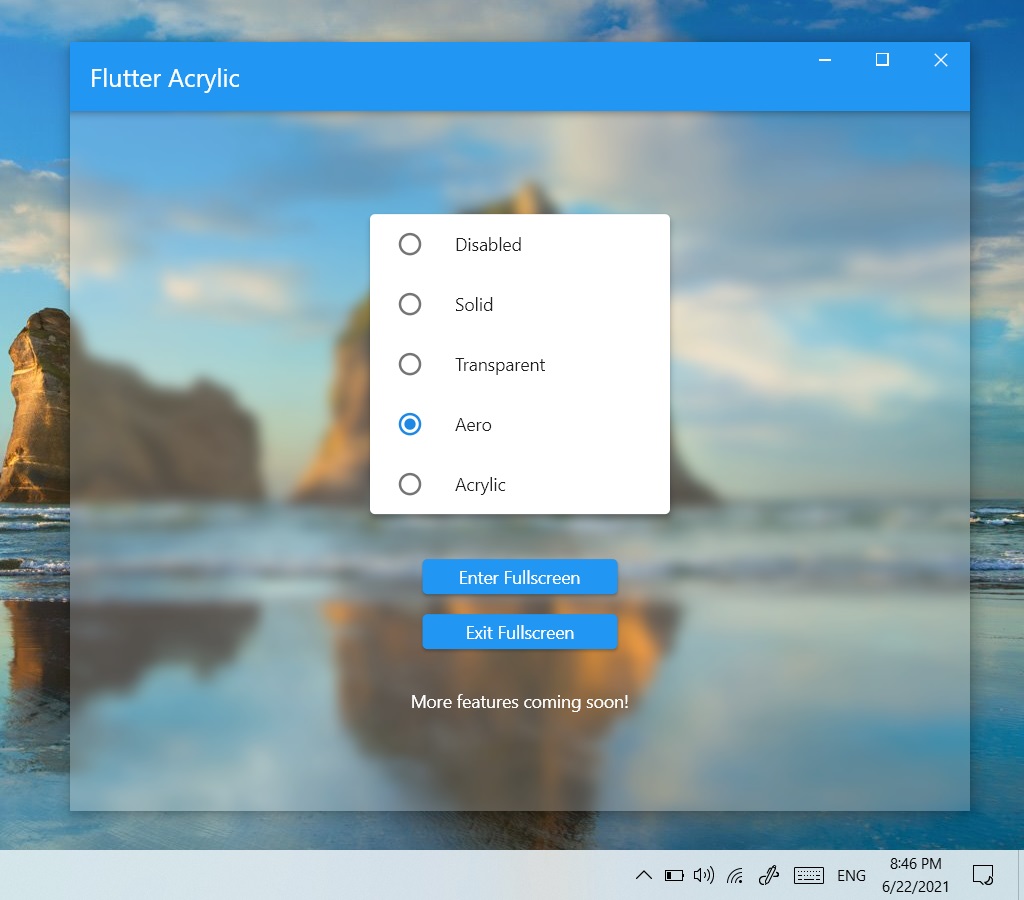 Flutter Acrylic
Disabled
Solid
Transparent
Aero
Acrylic
Enter Fullscreen
Exit Fullscreen
More features coming soon!
ENG
8:46 PM
6/22/2021